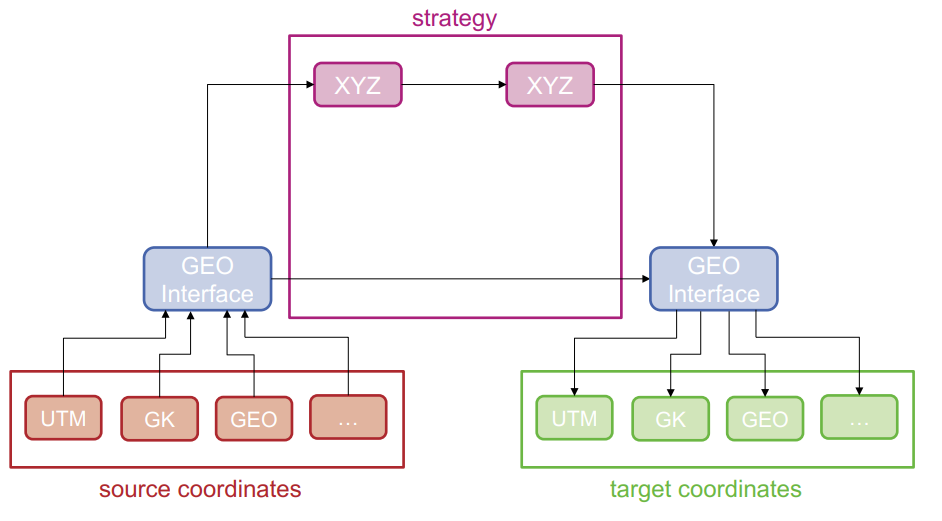 strategy
XYZ
XYZ
GEO
Interface
GEO
Interface
UTM
GK
GEO
...
UTM
GK
GEO
...
source coordinates
target coordinates